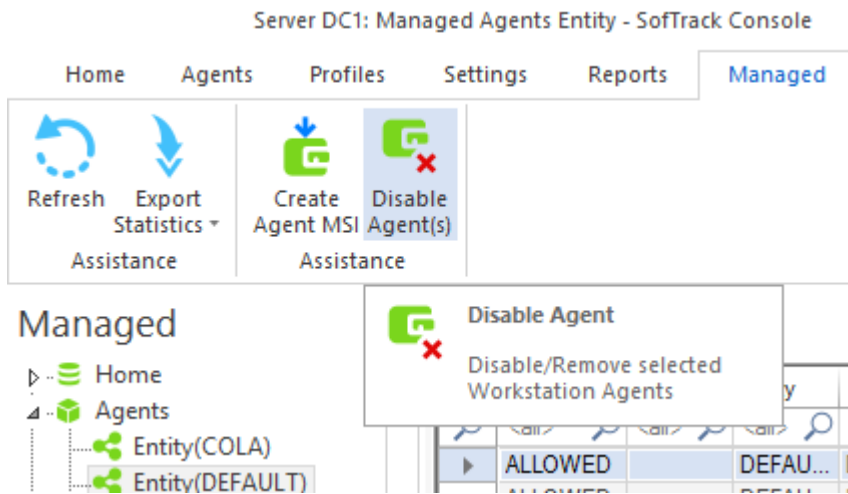 Server DC1: Managed Agents Entity - SofTrack Console
Home Agents Profiles Settings Reports Managed
Refresh Export Statistics Create Agent MSI Disable Agent(s)
Assistance Assistance
Disable Agent
Disable/Remove selected
Workstation Agents
Managed
Home
Agents
Entity(COLA)
Entity(DEFAULT)
<all>
ALLOWED DEFAU...